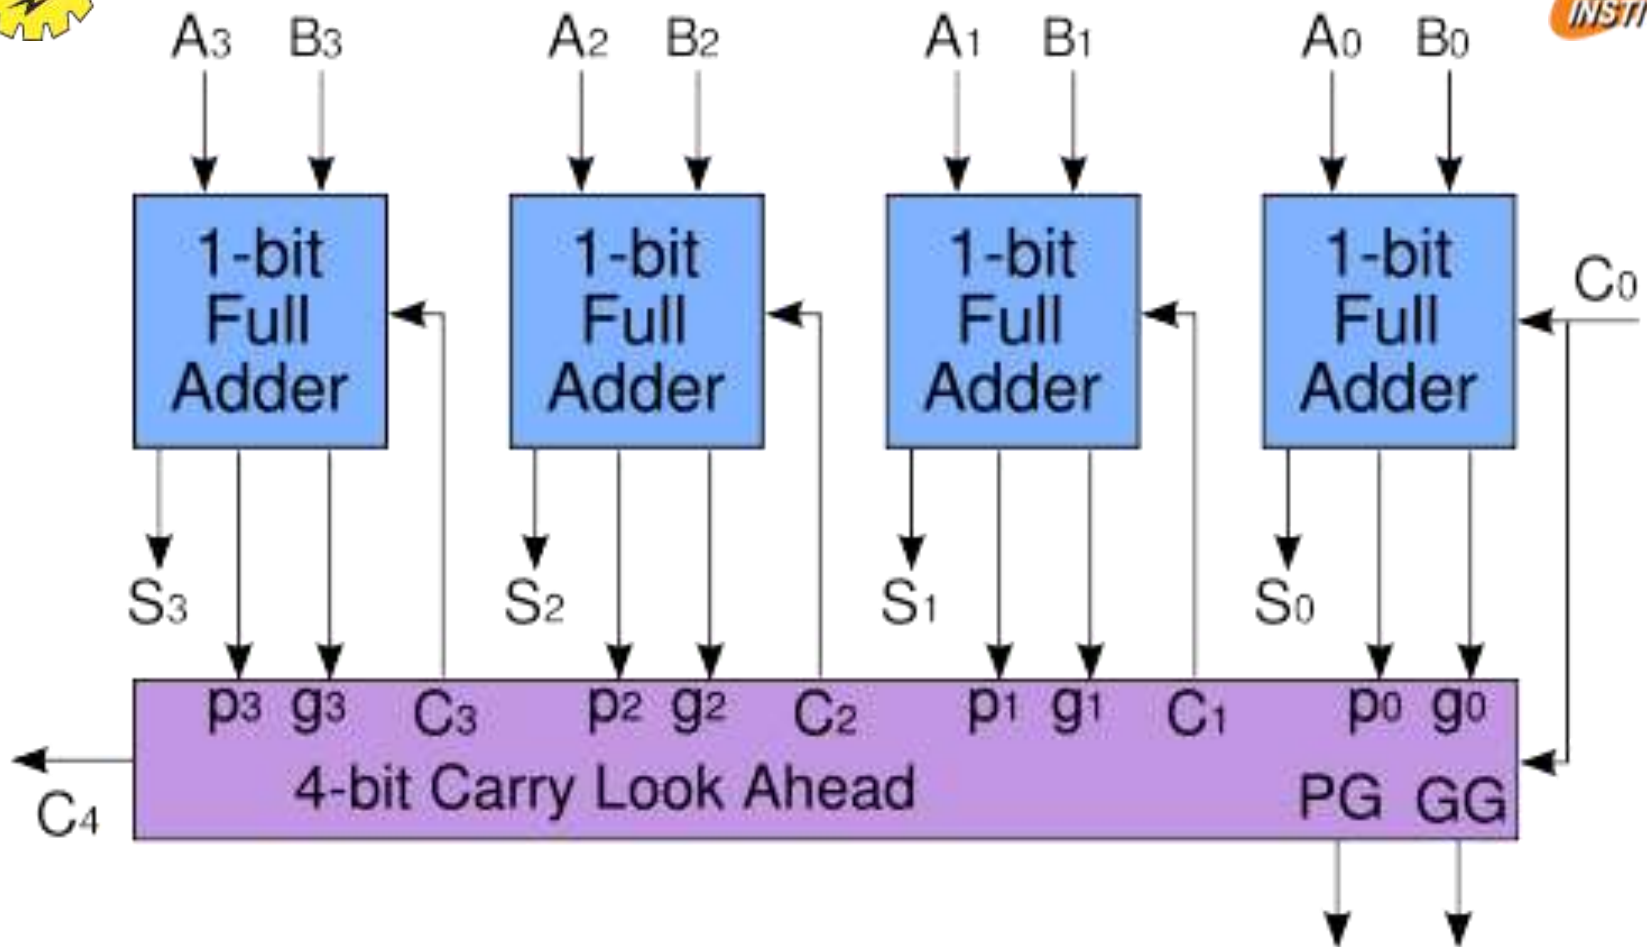 A3 B3 A2 B2 A1 B1 A0 B0
INSTI
1-bit Full Adder
1-bit Full Adder
1-bit Full Adder
1-bit Full Adder
C0
S3 S2 S1 S0
p3 g3 C3 p2 g2 C2 p1 g1 C1 p0 g0
4-bit Carry Look Ahead
PG GG
C4